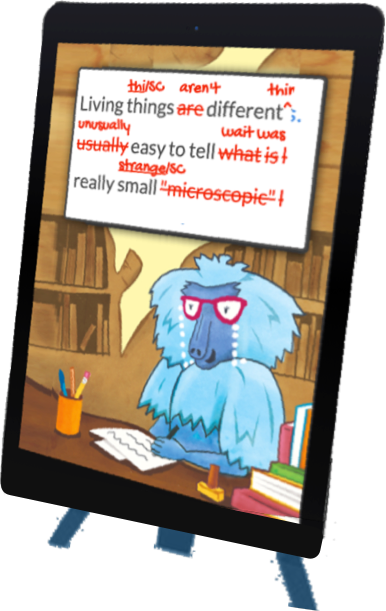 thi/SC aren't
Living things are different
unusually wait was
usually easy to tell what is
strange/SC
really small "microscopic"